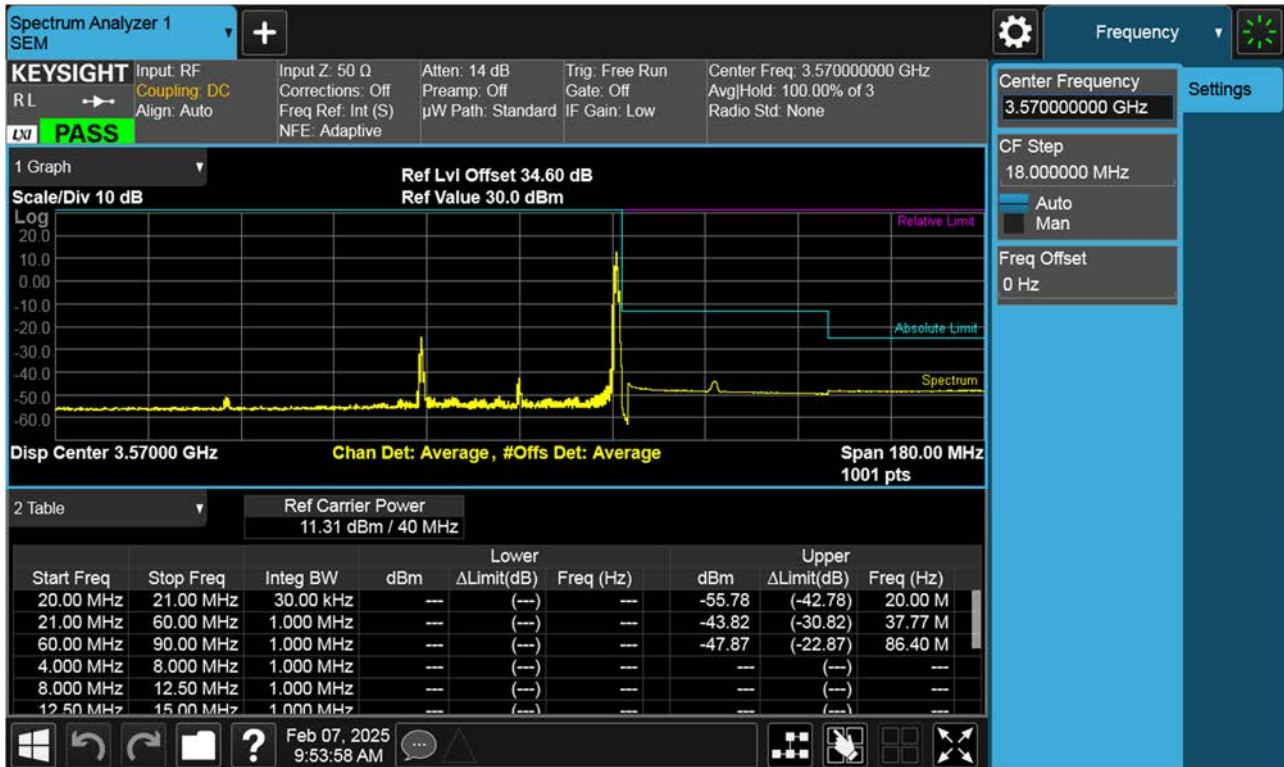 Spectrum Analyzer 1
SEM
Frequency
KEYSIGHT
R L
LXI
PASS
Input: RF
Coupling: DC
Align: Auto
Input Z: 50 Ω
Corrections: Off
Freq Ref: Int (S)
NFE: Adaptive
Atten: 14 dB
Preamp: Off
µW Path: Standard
Trig: Free Run
Gate: Off
IF Gain: Low
Center Freq: 3.570000000 GHz
Avg|Hold: 100.00% of 3
Radio Std: None
Center Frequency
3.570000000 GHz
Settings
CF Step
18.000000 MHz
Auto
Man
Freq Offset
0 Hz
1 Graph
Scale/Div 10 dB
Ref Lvl Offset 34.60 dB
Ref Value 30.0 dBm
Log
Relative Limit
20.0
10.0
0.00
-10.0
-20.0
Absolute Limit
-30.0
-40.0
Spectrum
-50.0
-60.0
Disp Center 3.57000 GHz
Chan Det: Average, #Offs Det: Average
Span 180.00 MHz
1001 pts
2 Table
Ref Carrier Power
11.31 dBm / 40 MHz
Lower Upper
Start Freq Stop Freq Integ BW dBm ΔLimit(dB) Freq (Hz) dBm ΔLimit(dB) Freq (Hz)
20.00 MHz 21.00 MHz 30.00 kHz --- (---) --- -55.78 (-42.78) 20.00 M
21.00 MHz 60.00 MHz 1.000 MHz --- (---) --- -43.82 (-30.82) 37.77 M
60.00 MHz 90.00 MHz 1.000 MHz --- (---) --- -47.87 (-22.87) 86.40 M
4.000 MHz 8.000 MHz 1.000 MHz --- (---) --- --- (---) ---
8.000 MHz 12.50 MHz 1.000 MHz --- (---) --- --- (---) ---
12.50 MHz 15.00 MHz 1.000 MHz --- (---) --- --- (---) ---
Feb 07, 2025
9:53:58 AM